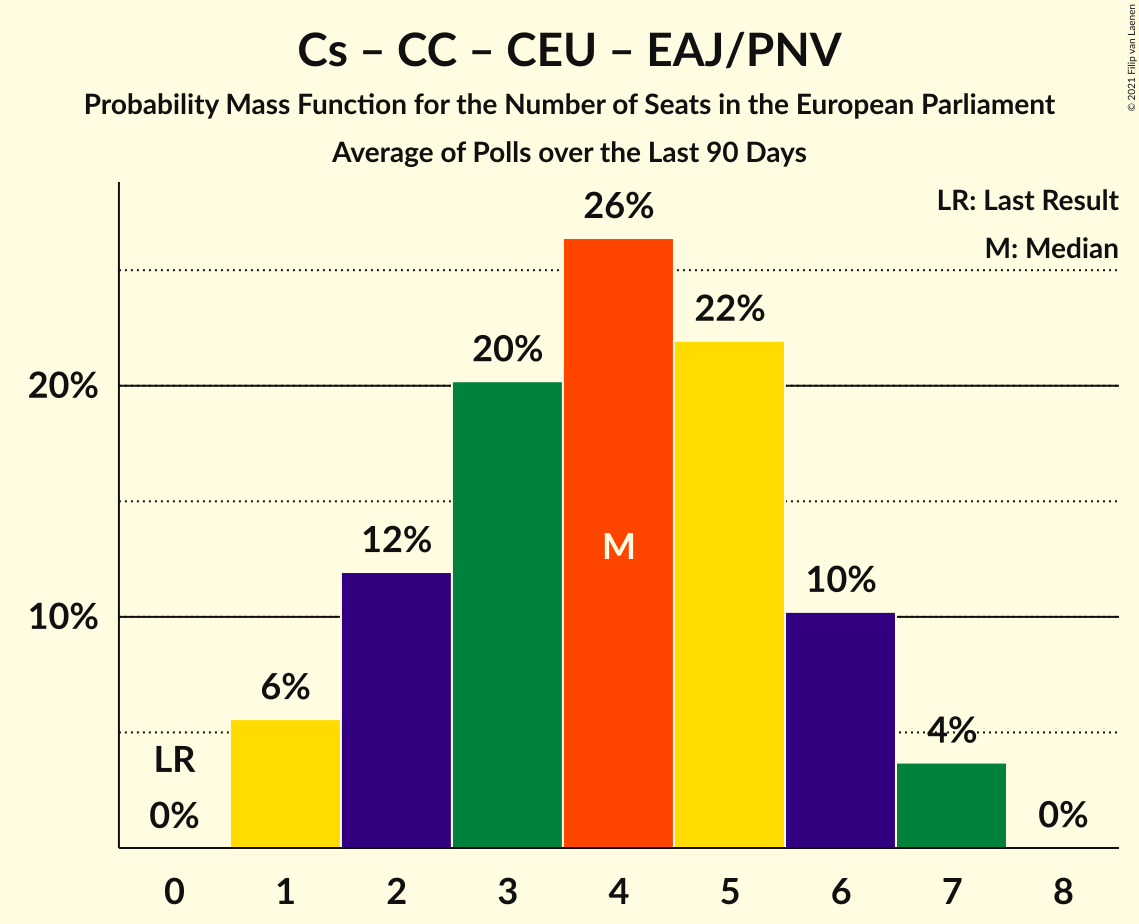 Cs – CC – CEU – EAJ/PNV
Probability Mass Function for the Number of Seats in the European Parliament
Average of Polls over the Last 90 Days
© 2021 Filip van Laenen
LR: Last Result
M: Median
26%
22%
20%
20%
M
12%
10%
10%
6%
4%
LR
0%
0%
0 1 2 3 4 5 6 7 8